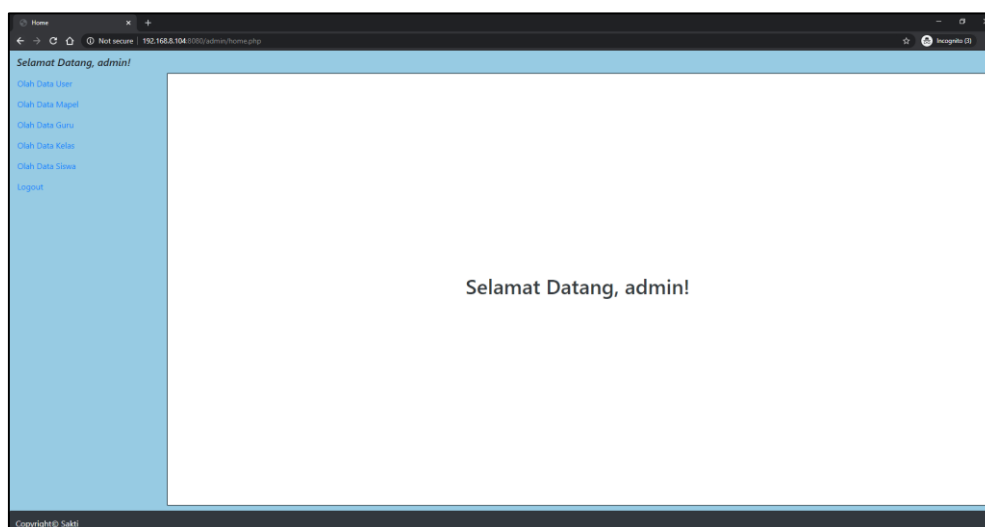 Home
Not secure | 192.168.8.104:8080/admin/home.php
Incognito (3)
Selamat Datang, admin!
Olah Data User
Olah Data Mapel
Olah Data Guru
Olah Data Kelas
Olah Data Siswa
Logout
Selamat Datang, admin!
Copyright© Sakti